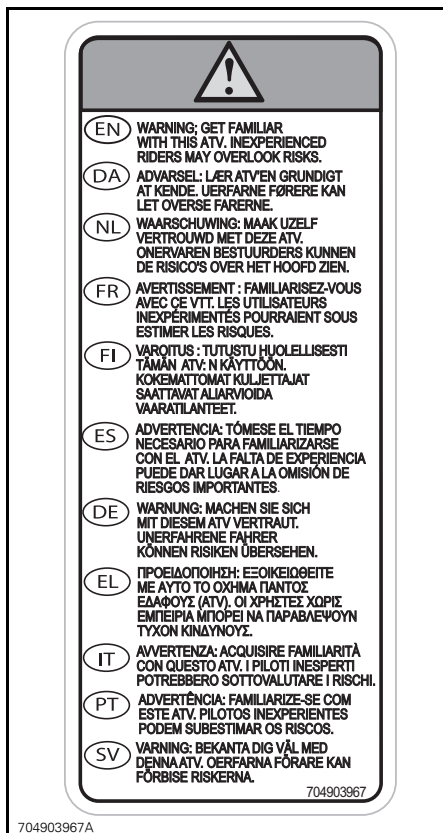 EN
WARNING; GET FAMILIAR
WITH THIS ATV. INEXPERIENCED
RIDERS MAY OVERLOOK RISKS.
DA
ADVARSEL: LÆR ATV'EN GRUNDIGT
AT KENDE. UERFARNE FØRERE KAN
LET OVERSE FARERNE.
NL
WAARSCHUWING: MAAK UZELF
VERTROUWD MET DEZE ATV.
ONERVAREN BESTUURDERS KUNNEN
DE RISICO'S OVER HET HOOFD ZIEN.
FR
AVERTISSEMENT : FAMILIARISEZ-VOUS
AVEC CE VTT. LES UTILISATEURS
INEXPÉRIMENTÉS POURRAIENT SOUS
ESTIMER LES RISQUES.
FI
VAROITUS : TUTUSTU HUOLELLISESTI
TÄMÄN ATV: N KÄYTTÖÖN.
KOKEMATTOMAT KULJETTAJAT
SAATTAVAT ALIARVIOIDA
VAARATILANTEET.
ES
ADVERTENCIA: TÓMESE EL TIEMPO
NECESARIO PARA FAMILIARIZARSE
CON EL ATV. LA FALTA DE EXPERIENCIA
PUEDE DAR LUGAR A LA OMISIÓN DE
RIESGOS IMPORTANTES.
DE
WARNUNG: MACHEN SIE SICH
MIT DIESEM ATV VERTRAUT.
UNERFAHRENE FAHRER
KÖNNEN RISIKEN ÜBERSEHEN.
EL
ΠΡΟΕΙΔΟΠΟΙΗΣΗ: ΕΞΟΙΚΕΙΩΘΕΙΤΕ
ΜΕ ΑΥΤΟ ΤΟ ΟΧΗΜΑ ΠΑΝΤΟΣ
ΕΔΑΦΟΥΣ (ATV). ΟΙ ΧΡΗΣΤΕΣ ΧΩΡΙΣ
ΕΜΠΕΙΡΙΑ ΜΠΟΡΕΙ ΝΑ ΠΑΡΑΒΛΕΨΟΥΝ
ΤΥΧΟΝ ΚΙΝΔΥΝΟΥΣ.
IT
AVVERTENZA: ACQUISIRE FAMILIARITÀ
CON QUESTO ATV. I PILOTI INESPERTI
POTREBBERO SOTTOVALUTARE I RISCHI.
PT
ADVERTÊNCIA: FAMILIARIZE-SE COM
ESTE ATV. PILOTOS INEXPERIENTES
PODEM SUBESTIMAR OS RISCOS.
SV
VARNING: BEKANTA DIG VÄL MED
DENNA ATV. OERFARNA FÖRARE KAN
FÖRBISE RISKERNA.
704903967
704903967A